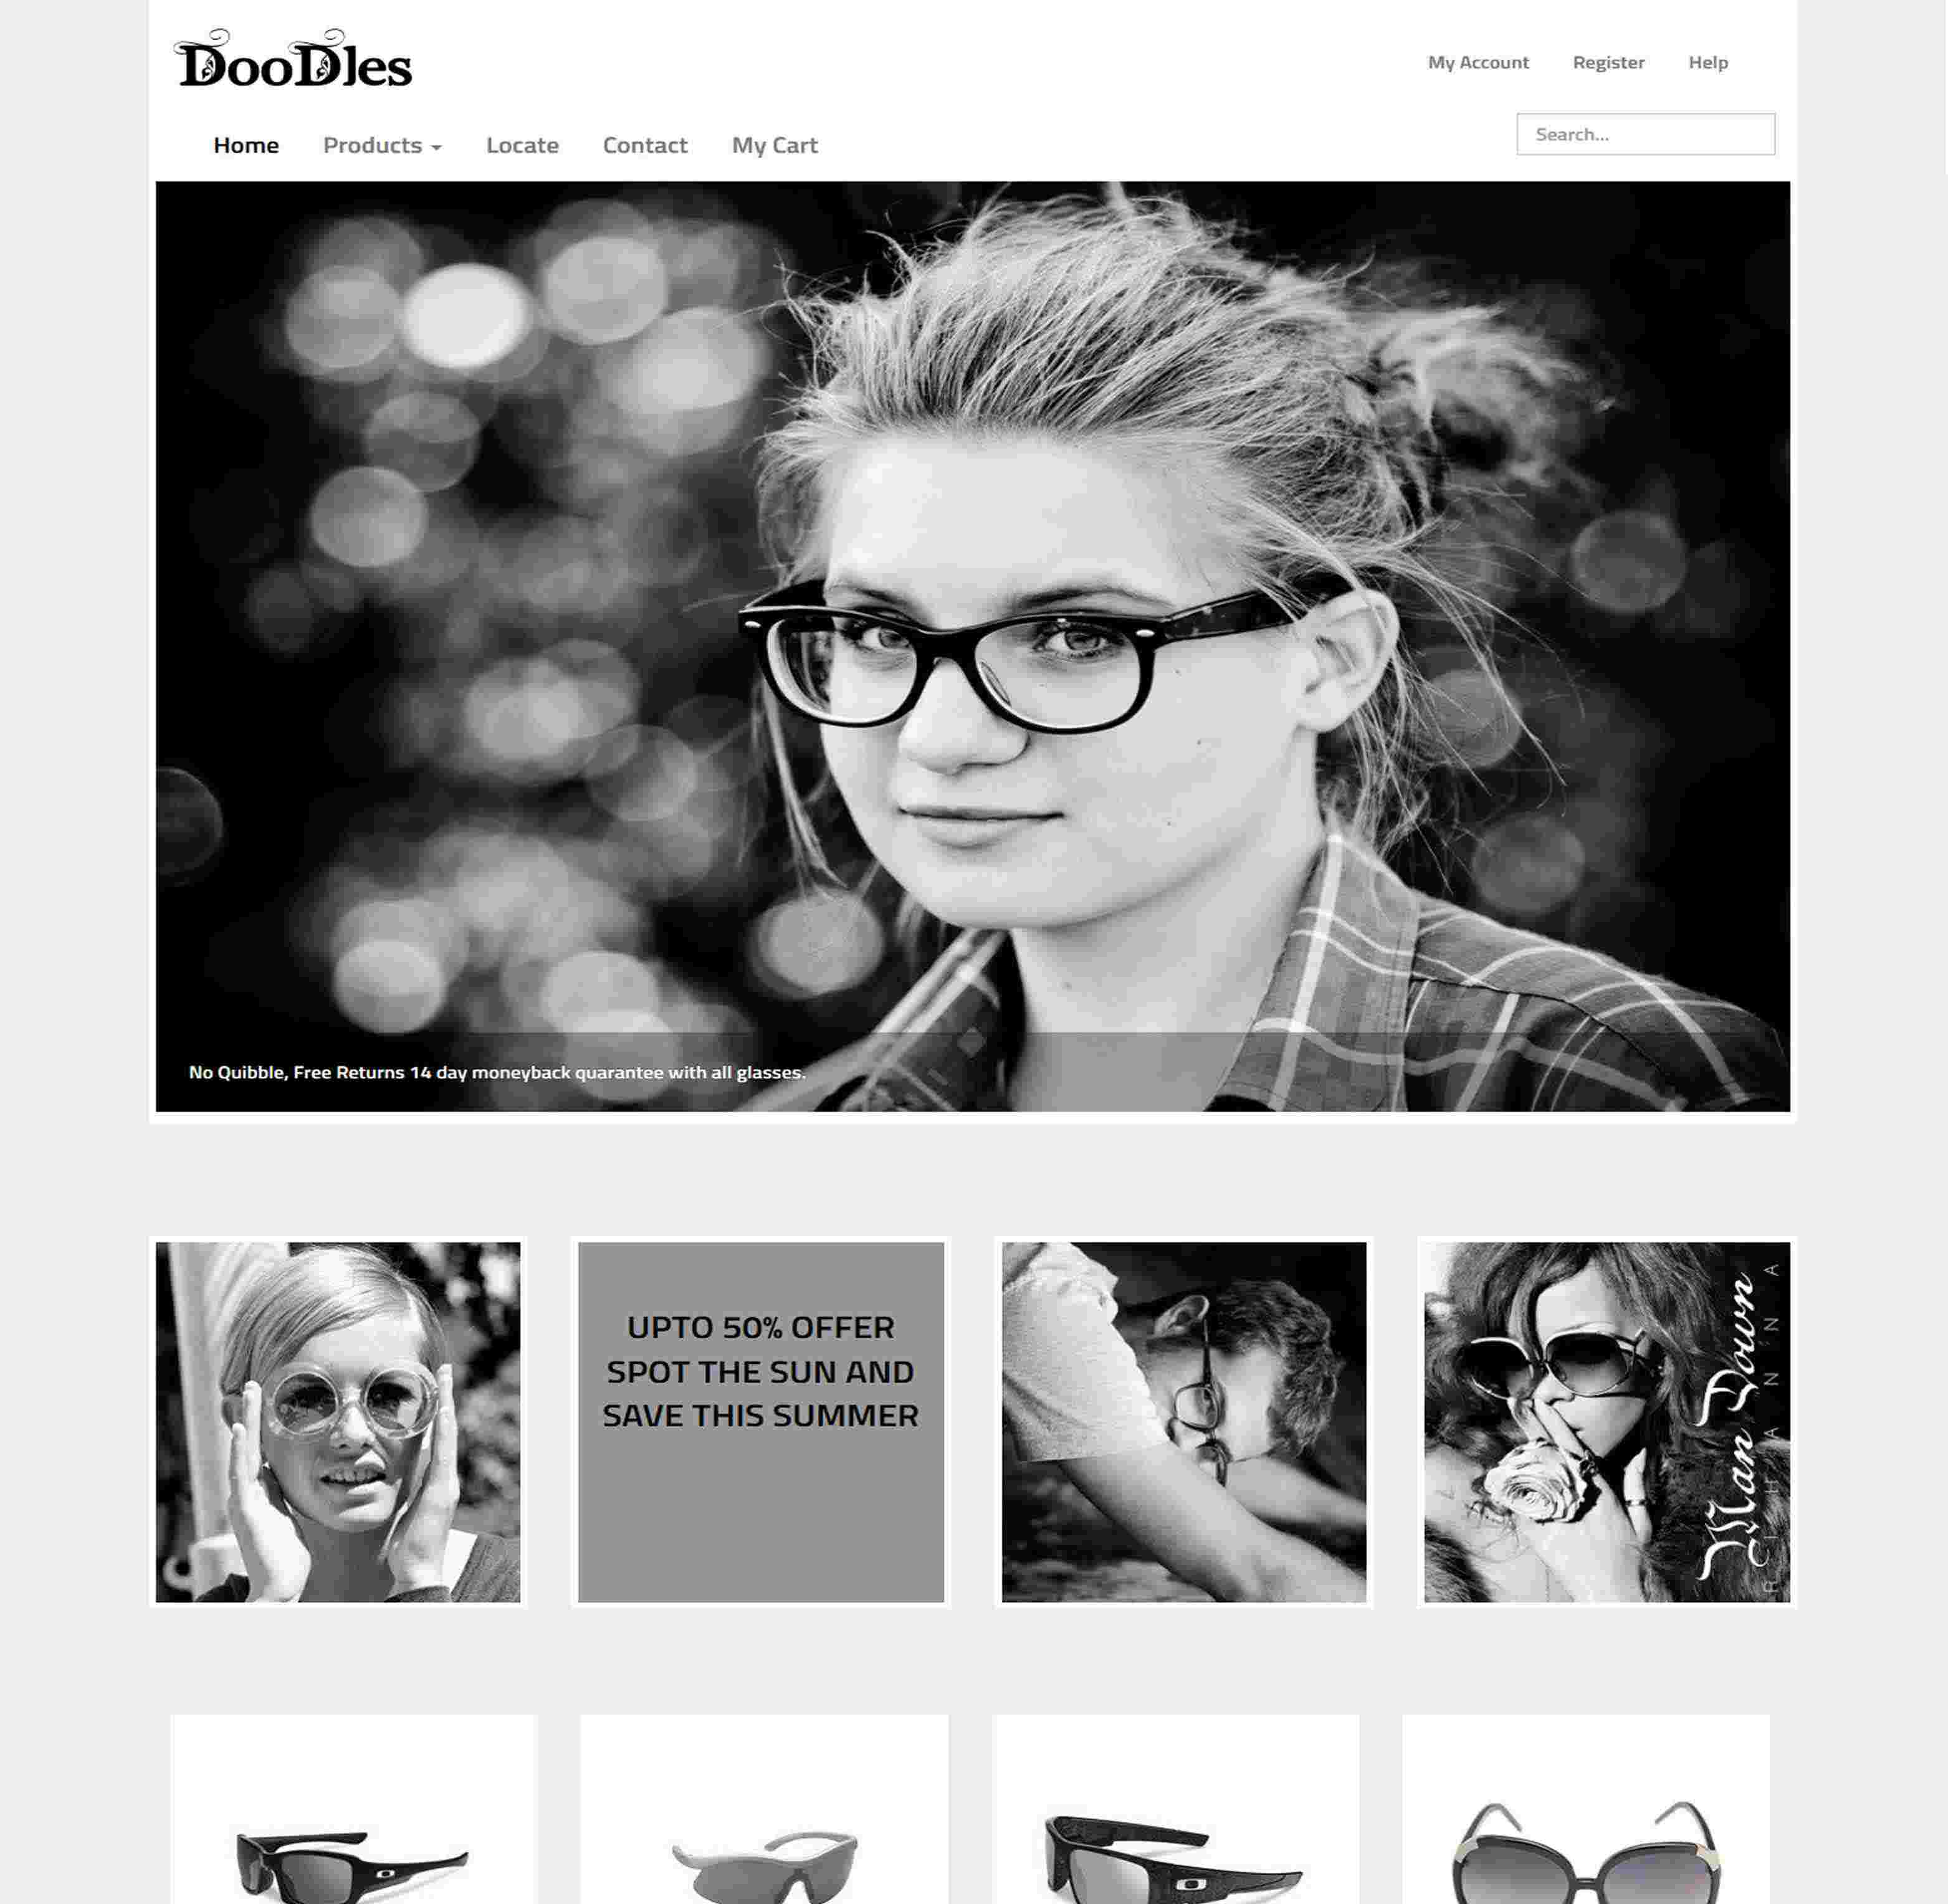 DooDles
My Account Register Help
Search...
Home Products Locate Contact My Cart
No Quibble, Free Returns 14 day moneyback quarantee with all glasses.
UPTO 50% OFFER
SPOT THE SUN AND
SAVE THIS SUMMER
Man Down
RIHANNA